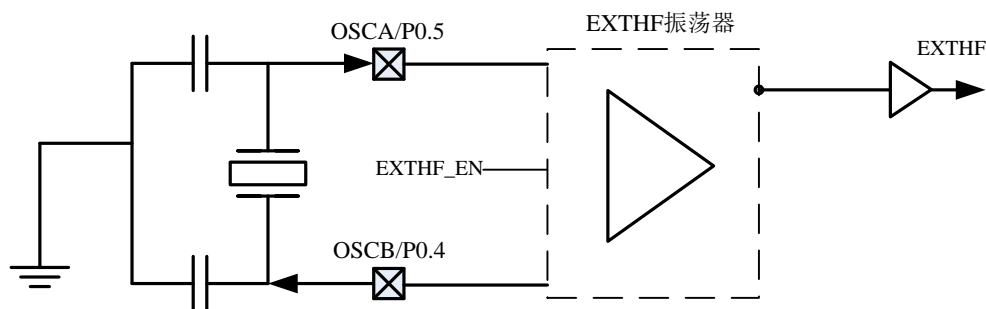 EXTHF振荡器
OSCA/P0.5
EXTHF
EXTHF_EN
OSCB/P0.4